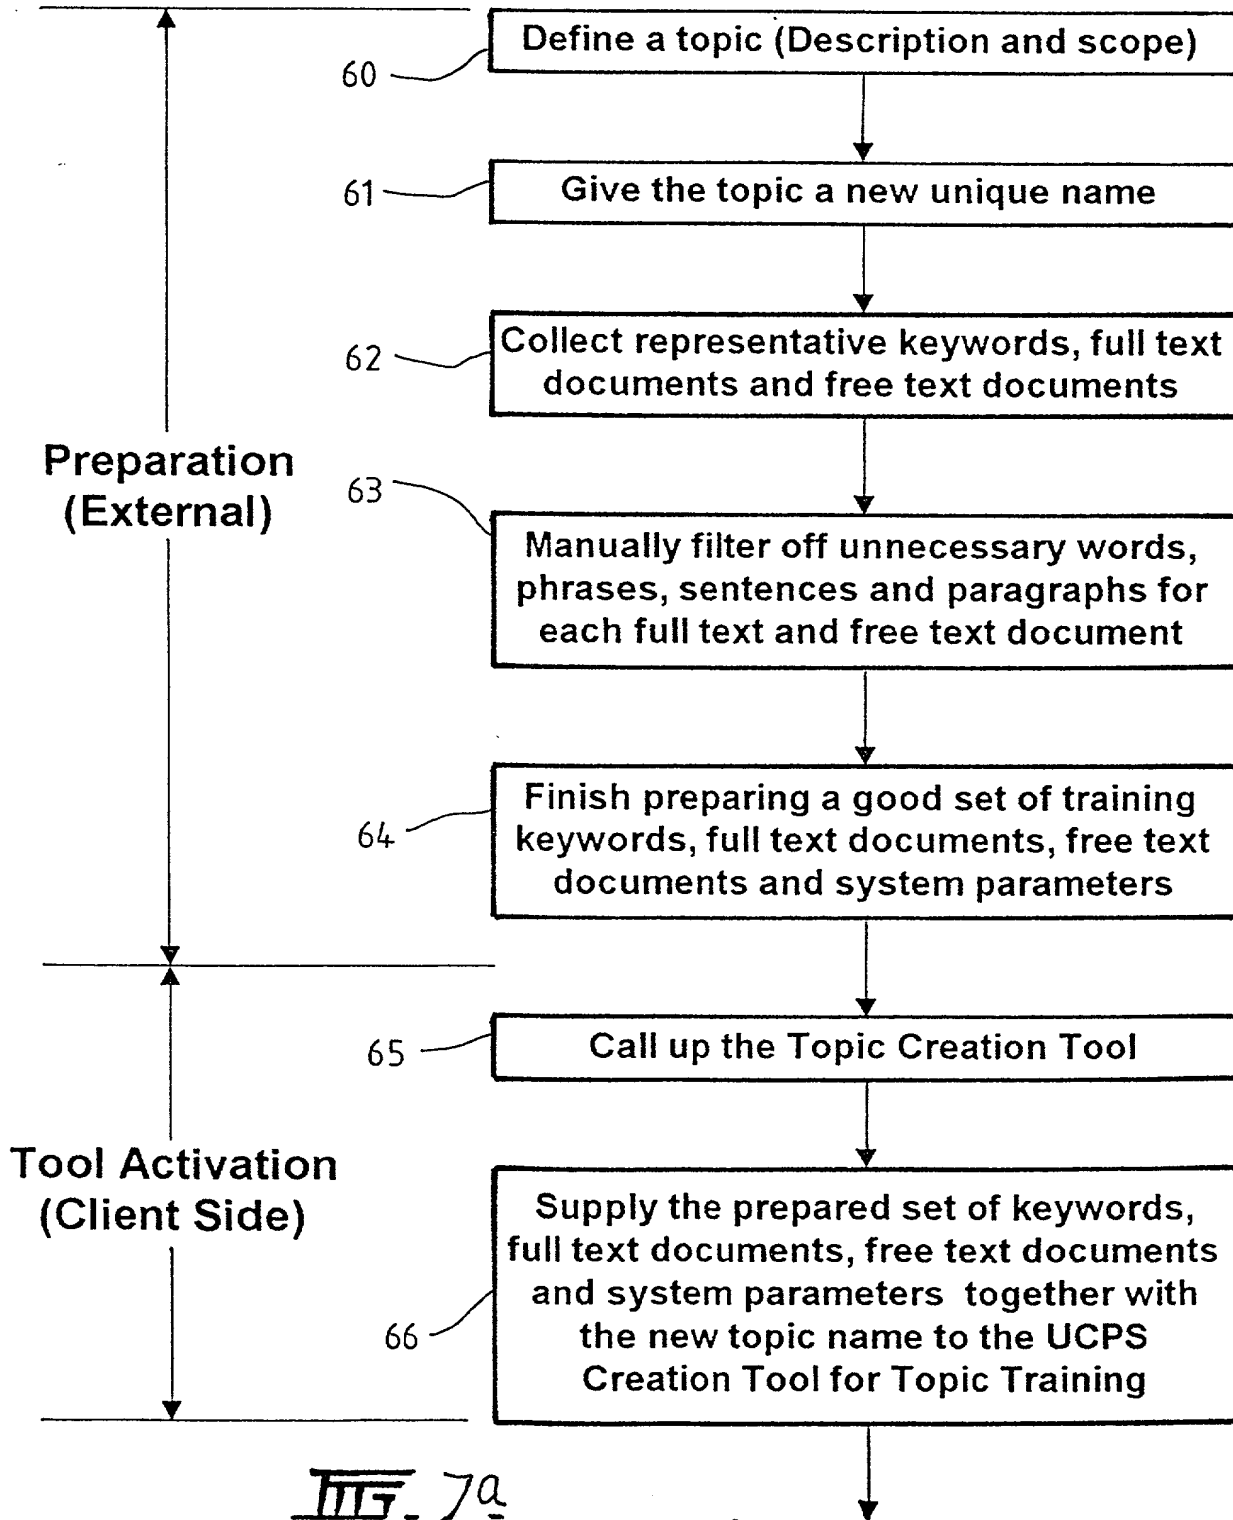 Define a topic (Description and scope)
60
Give the topic a new unique name
61
Collect representative keywords, full text
documents and free text documents
62
Preparation
(External)
63
Manually filter off unnecessary words,
phrases, sentences and paragraphs for
each full text and free text document
Finish preparing a good set of training
keywords, full text documents, free text
documents and system parameters
64
Call up the Topic Creation Tool
65
Tool Activation
(Client Side)
Supply the prepared set of keywords,
full text documents, free text documents
and system parameters together with
the new topic name to the UCPS
Creation Tool for Topic Training
66
FIG. 7a